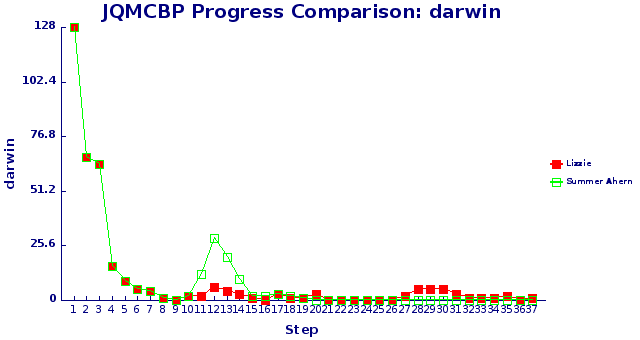 JQMCBP Progress Comparison: darwin
128
102.4
76.8
51.2
25.6
0
darwin
1 2 3 4 5 6 7 8 9 10 11 12 13 14 15 16 17 18 19 20 21 22 23 24 25 26 27 28 29 30 31 32 33 34 35 36 37
Step
Lizzie
Summer Ahern